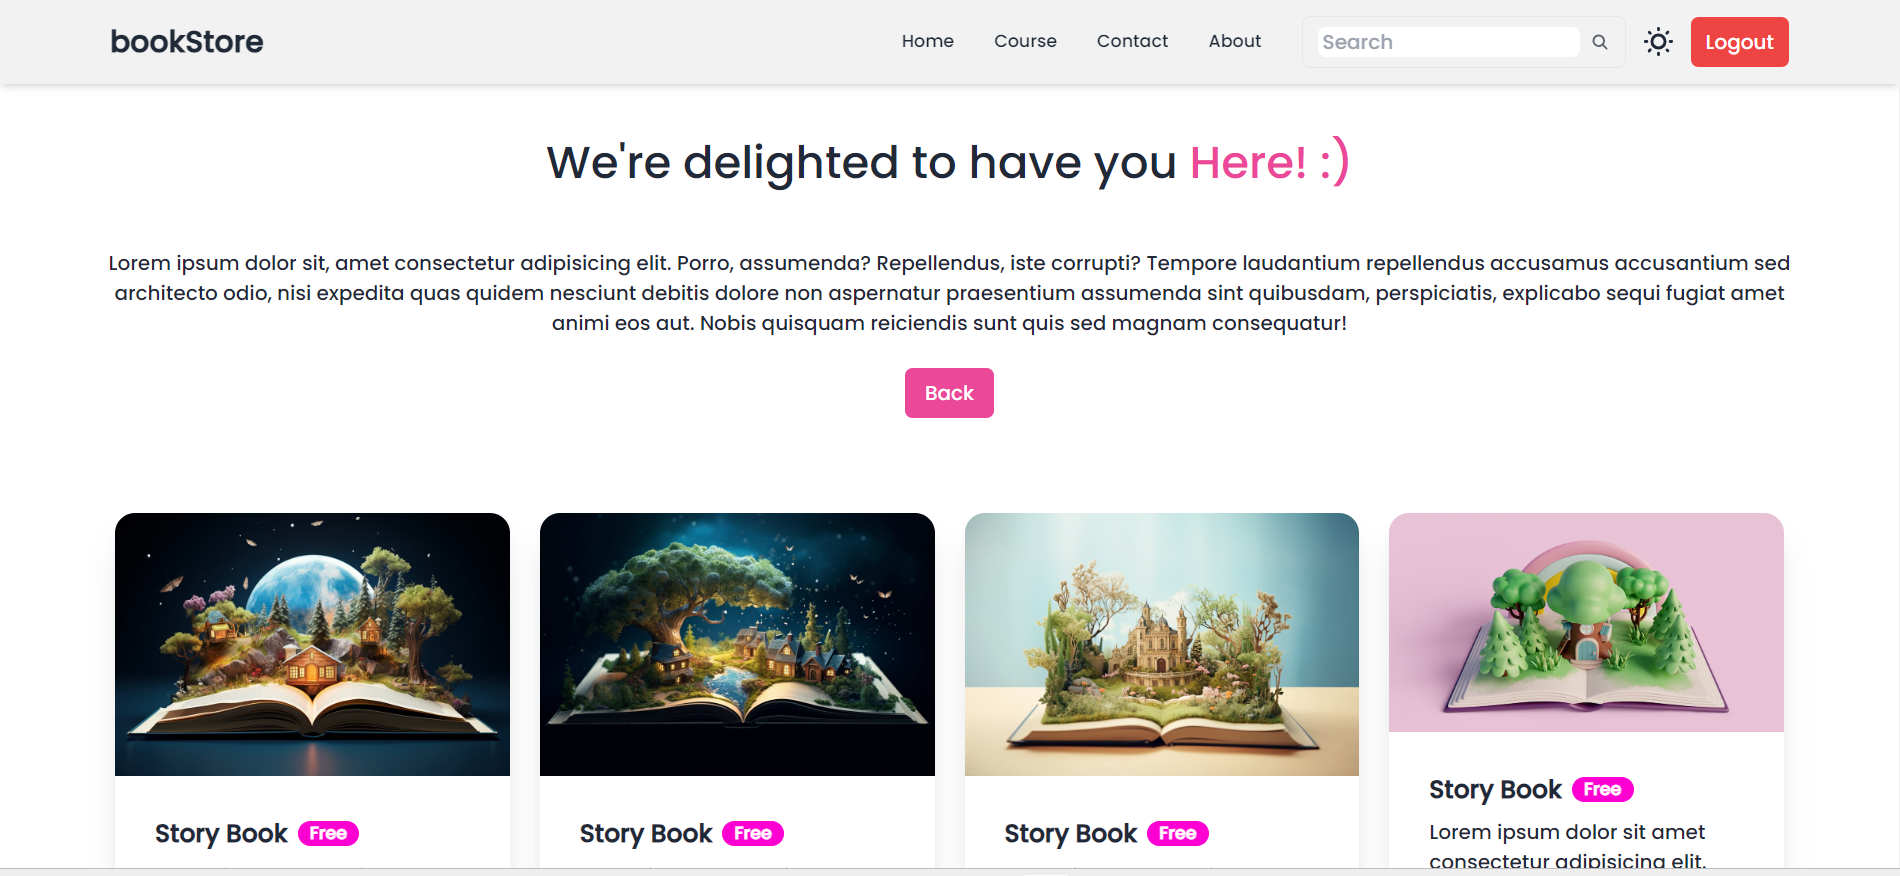 bookStore
Home
Course
Contact
About
Search
Logout
We're delighted to have you Here! :)
Lorem ipsum dolor sit, amet consectetur adipisicing elit. Porro, assumenda? Repellendus, iste corrupti? Tempore laudantium repellendus accusamus accusantium sed
architecto odio, nisi expedita quas quidem nesciunt debitis dolore non aspernatur praesentium assumenda sint quibusdam, perspiciatis, explicabo sequi fugiat amet
animi eos aut. Nobis quisquam reiciendis sunt quis sed magnam consequatur!
Back
Story Book Free
Story Book Free
Story Book Free
Story Book Free
Lorem ipsum dolor sit amet
consectetur adipisicing elit.